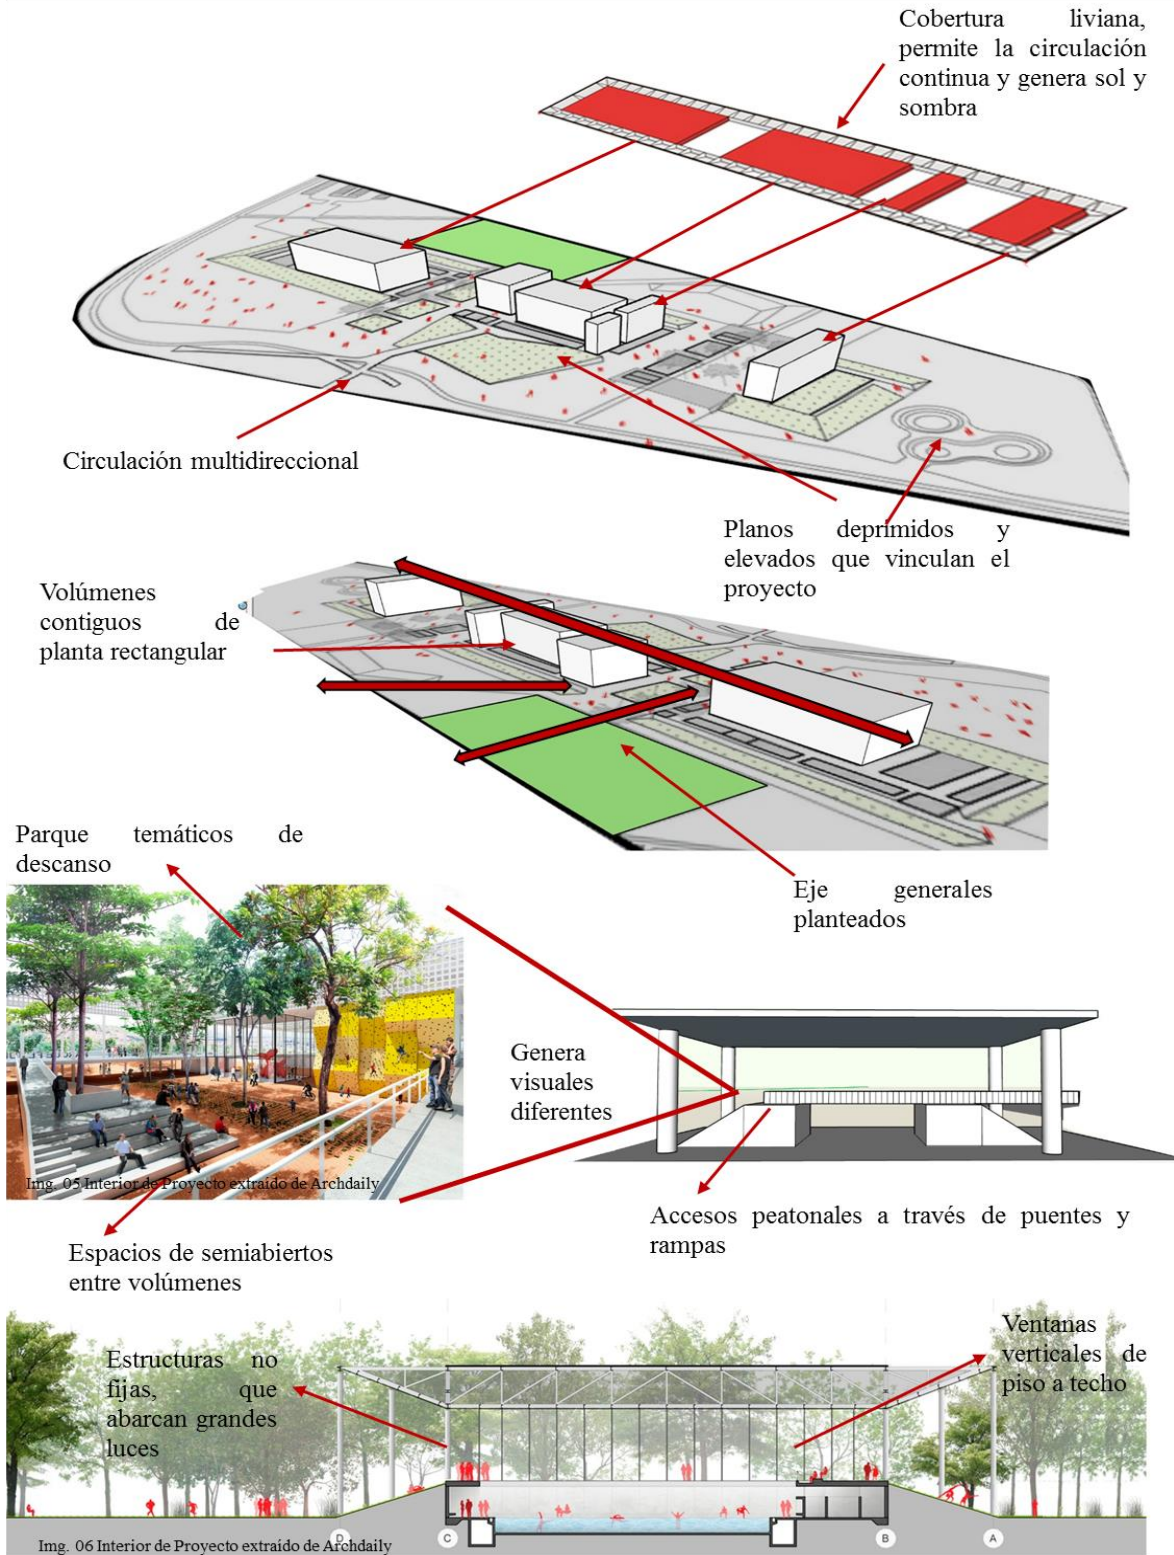 Cobertura liviana,
permite la circulación
continua y genera sol y
sombra
Circulación multidireccional
Planos deprimidos y
elevados que vinculan el
proyecto
Volúmenes
contiguos de
planta rectangular
Parque temáticos de
descanso
Eje generales
planteados
Genera
visuales
diferentes
Img. 05 Interior de Proyecto extraído de Archdaily
Accesos peatonales a través de puentes y
rampas
Espacios de semiabiertos
entre volúmenes
Estructuras no
fijas, que
abarcan grandes
luces
Ventanas
verticales de
piso a techo
D
C
B
A
Img. 06 Interior de Proyecto extraído de Archdaily